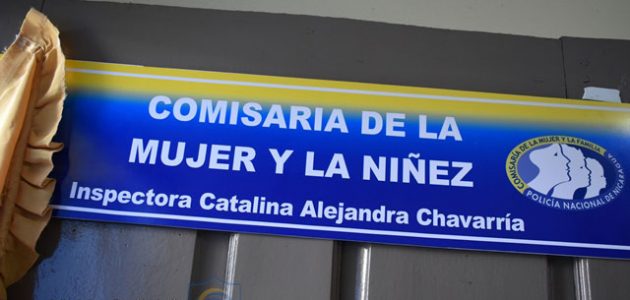 COMISARIA DE LA
MUJER Y LA NIÑEZ
Inspectora Catalina Alejandra Chavarría
COMISARIA DE LA MUJER Y LA FAMILIA
POLICÍA NACIONAL DE NICARAGUA